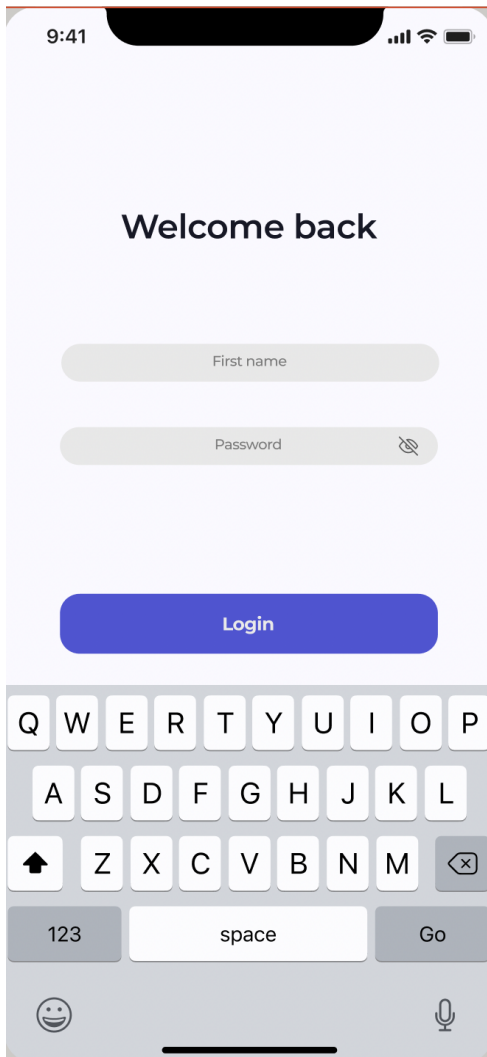 9:41
Welcome back
First name
Password
Login
Q W E R T Y U I O P
A S D F G H J K L
Z X C V B N M
123 space Go